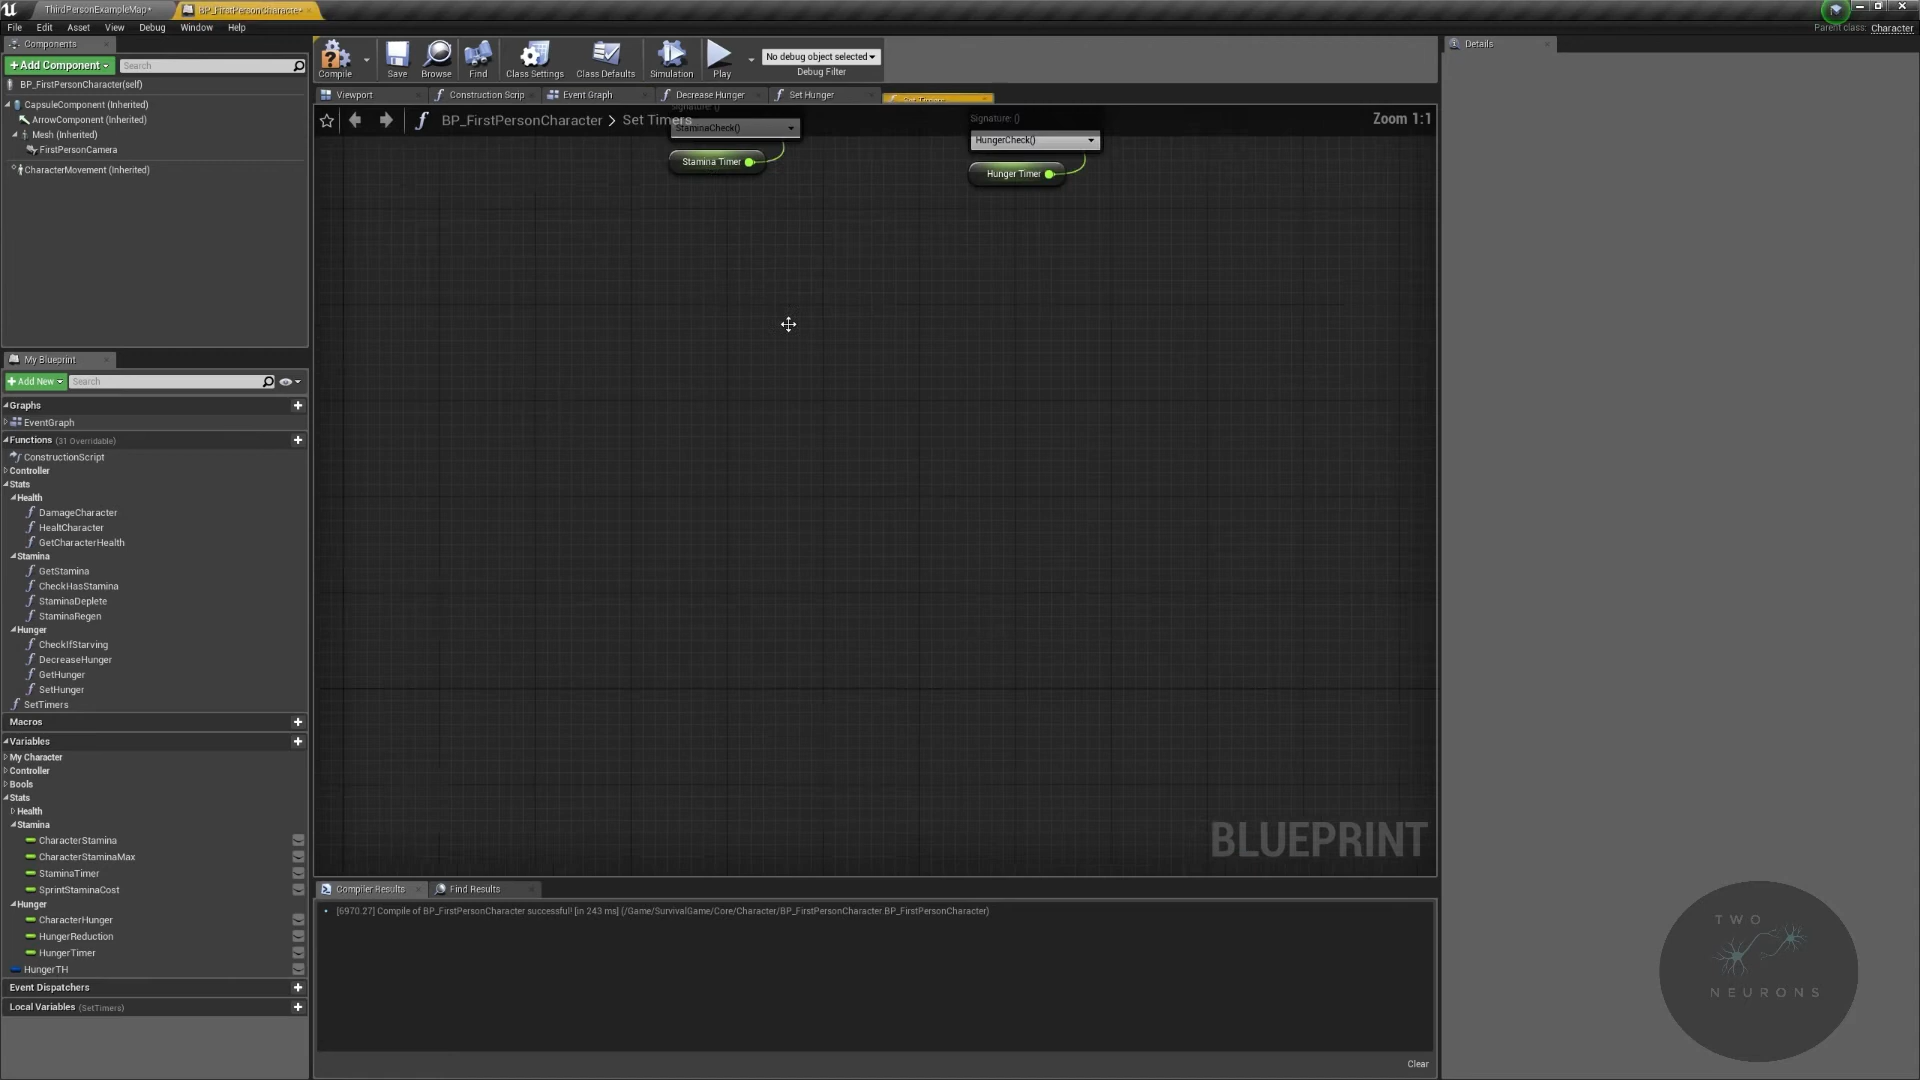 ThirdPersonExampleMap*
BP_FirstPersonCharacter*
File Edit Asset View Debug Window Help
Parent class: Character
Components
+Add Component Search
BP_FirstPersonCharacter(self)
CapsuleComponent (Inherited)
ArrowComponent (Inherited)
Mesh (Inherited)
FirstPersonCamera
CharacterMovement (Inherited)
My Blueprint
+Add New Search
Graphs
EventGraph
Functions (31 Overridable)
ConstructionScript
Controller
Stats
Health
DamageCharacter
HealtCharacter
GetCharacterHealth
Stamina
GetStamina
CheckHasStamina
StaminaDeplete
StaminaRegen
Hunger
CheckIfStarving
DecreaseHunger
GetHunger
SetHunger
SetTimers
Macros
Variables
My Character
Controller
Bools
Stats
Health
Stamina
CharacterStamina
CharacterStaminaMax
StaminaTimer
SprintStaminaCost
Hunger
CharacterHunger
HungerReduction
HungerTimer
HungerTH
Event Dispatchers
Local Variables (SetTimers)
Compile Save Browse Find Class Settings Class Defaults Simulation Play
No debug object selected
Debug Filter
Viewport Construction Scrip Event Graph Decrease Hunger Set Hunger Set Timers
BP_FirstPersonCharacter > Set Timers
Zoom 1:1
Signature: ()
StaminaCheck()
Stamina Timer
Signature: ()
HungerCheck()
Hunger Timer
BLUEPRINT
Compiler Results Find Results
[6970.27] Compile of BP_FirstPersonCharacter successful! [in 243 ms] (/Game/SurvivalGame/Core/Character/BP_FirstPersonCharacter.BP_FirstPersonCharacter)
Clear
Details
TWO
NEURONS